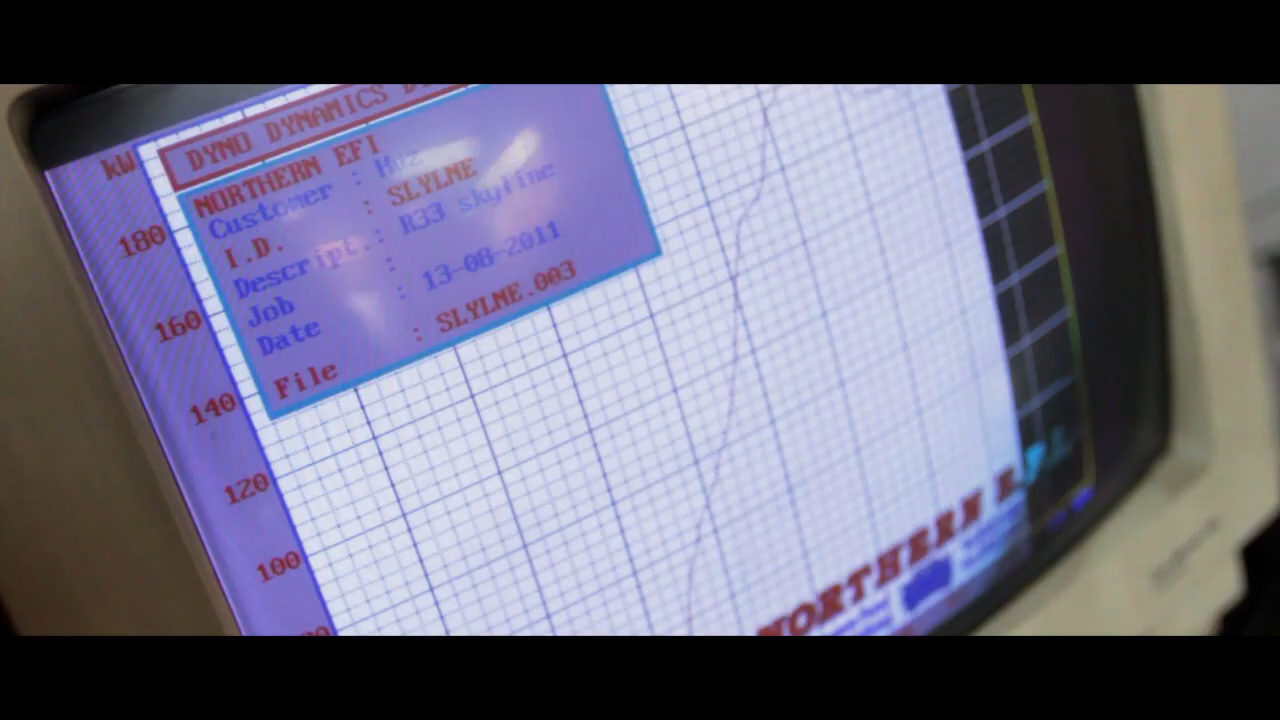 kW
DYNO DYNAMICS
NORTHERN EFI
Customer :
I.D. : SLYLNE
Descript. : R33 skyline
Job :
Date : 13-08-2011
File : SLYLNE.003
180
160
140
120
100
NORTHERN